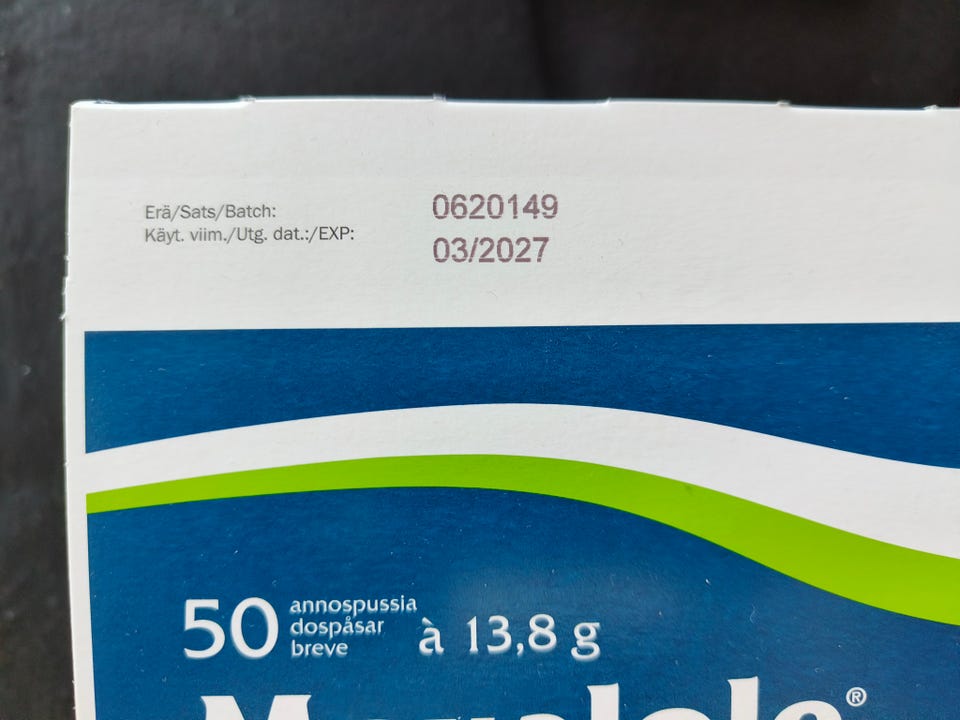 Erä/Sats/Batch: 0620149
Käyt. viim./Utg. dat.:/EXP: 03/2027
50 annospussia
dospåsar
breve
à 13,8 g
®